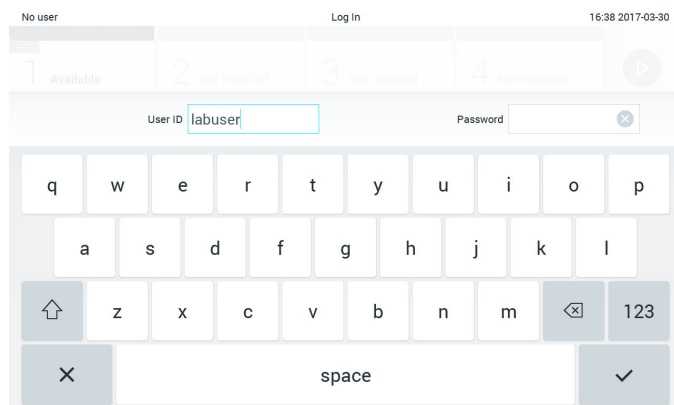 No user Log In 16:38 2017-03-30
1 Available 2 Not installed 3 Not installed 4 Not installed
User ID labuser Password
q w e r t y u i o p
a s d f g h j k l
z x c v b n m 123
space